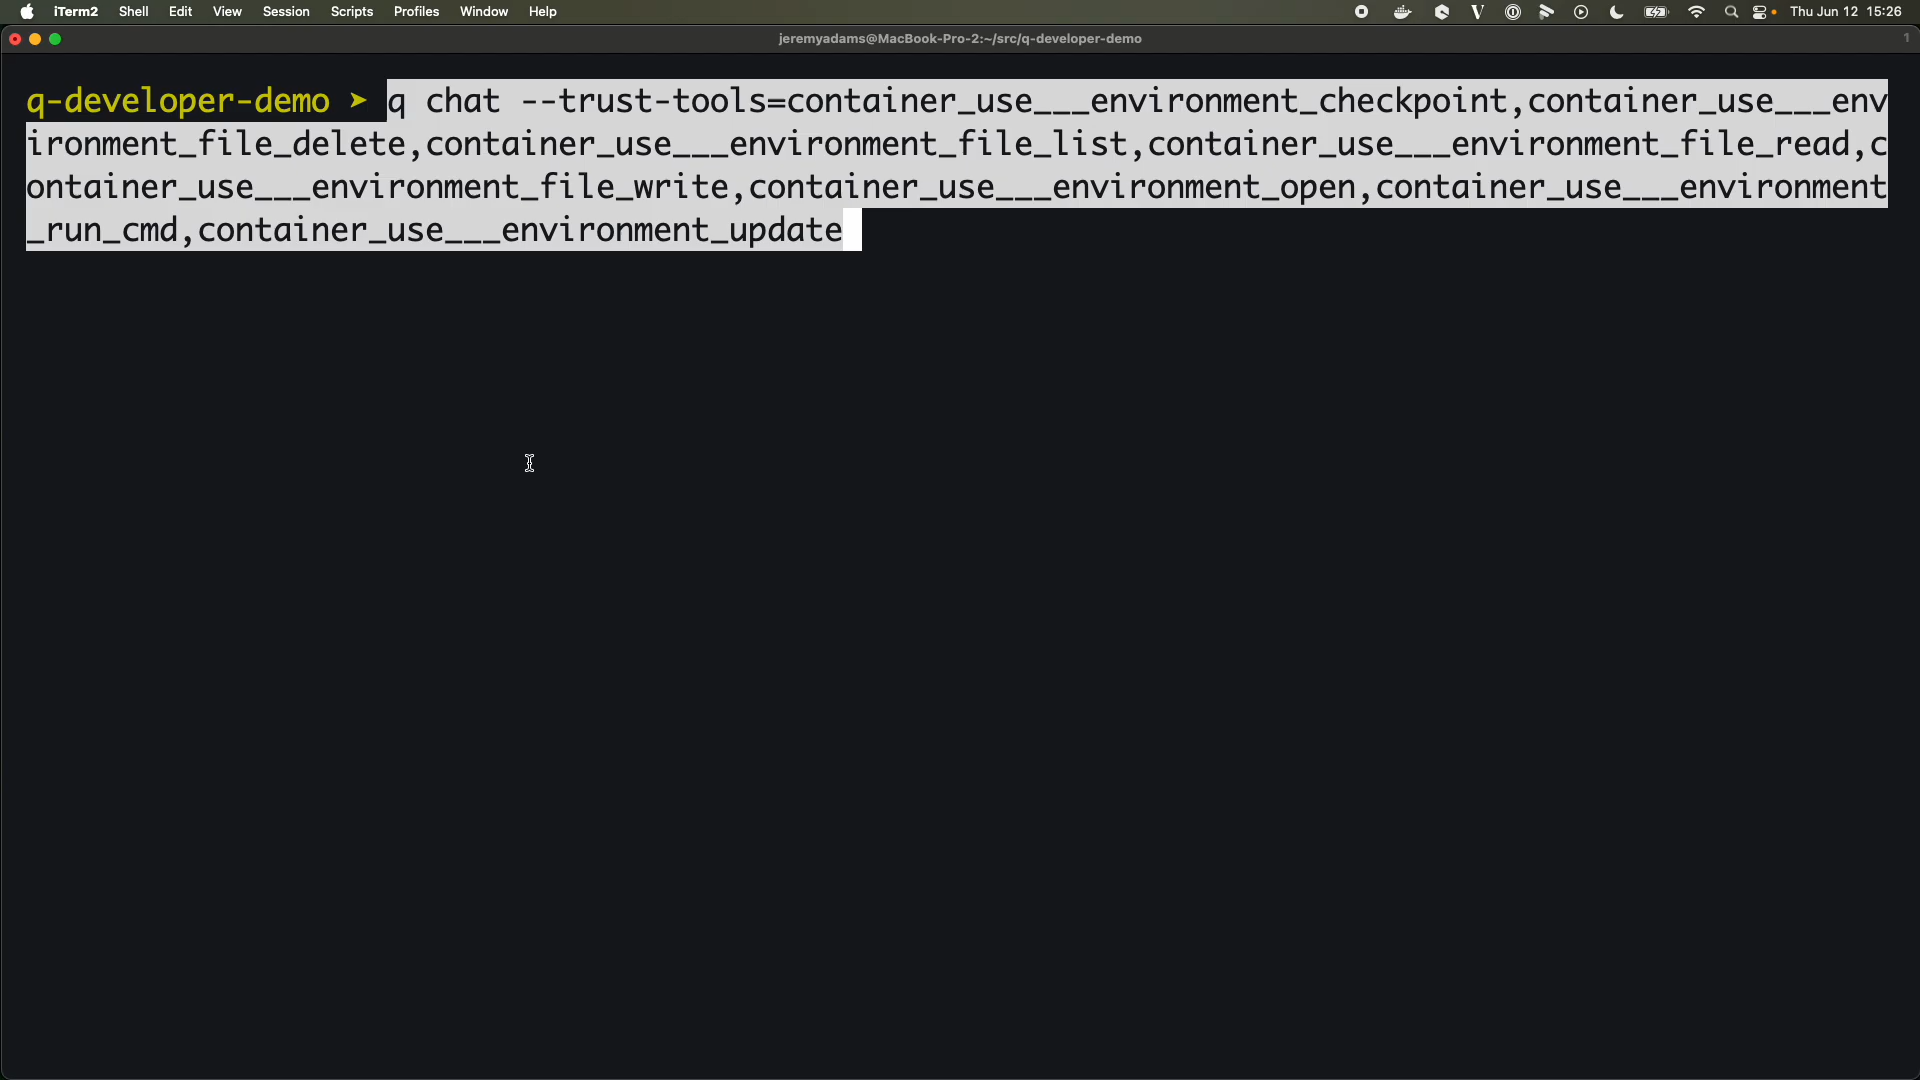 iTerm2 Shell Edit View Session Scripts Profiles Window Help Thu Jun 12 15:26
jeremyadams@MacBook-Pro-2:~/src/q-developer-demo 1
q-developer-demo ➤ q chat --trust-tools=container_use___environment_checkpoint,container_use___env
ironment_file_delete,container_use___environment_file_list,container_use___environment_file_read,c
ontainer_use___environment_file_write,container_use___environment_open,container_use___environment
_run_cmd,container_use___environment_update